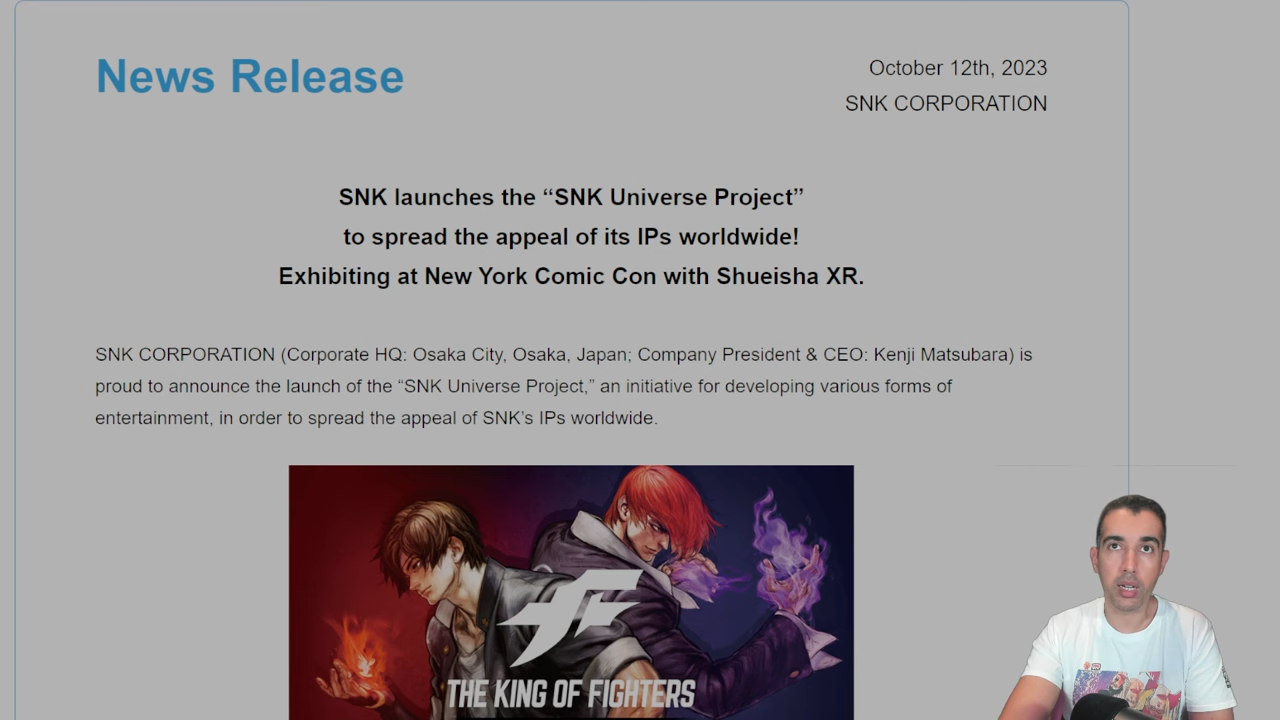 News Release
October 12th, 2023
SNK CORPORATION
SNK launches the “SNK Universe Project”
to spread the appeal of its IPs worldwide!
Exhibiting at New York Comic Con with Shueisha XR.
SNK CORPORATION (Corporate HQ: Osaka City, Osaka, Japan; Company President & CEO: Kenji Matsubara) is
proud to announce the launch of the “SNK Universe Project,” an initiative for developing various forms of
entertainment, in order to spread the appeal of SNK’s IPs worldwide.
THE KING OF FIGHTERS